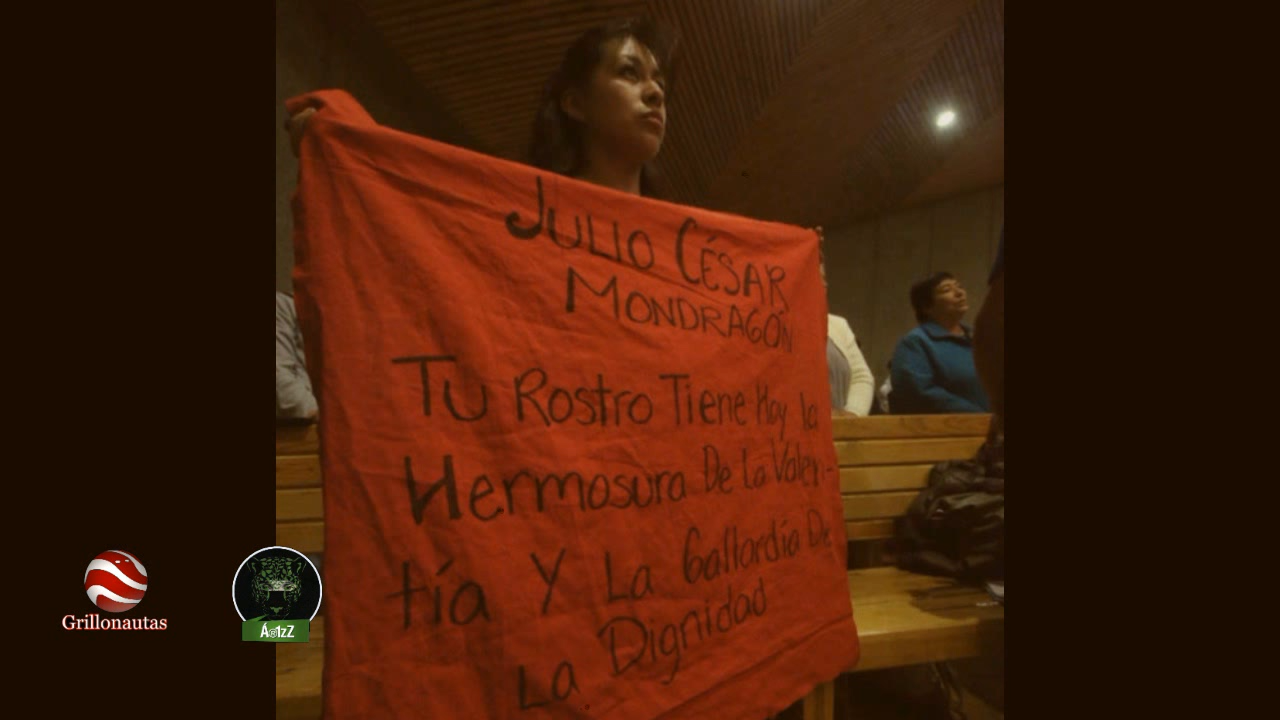 JULIO CÉSAR
MONDRAGÓN
TU ROSTRO TIENE HOY la
HERMOSURA DE LA Valen-
tía Y LA Gallardía DE
LA Dignidad
Grillonautas
Á@1zZ